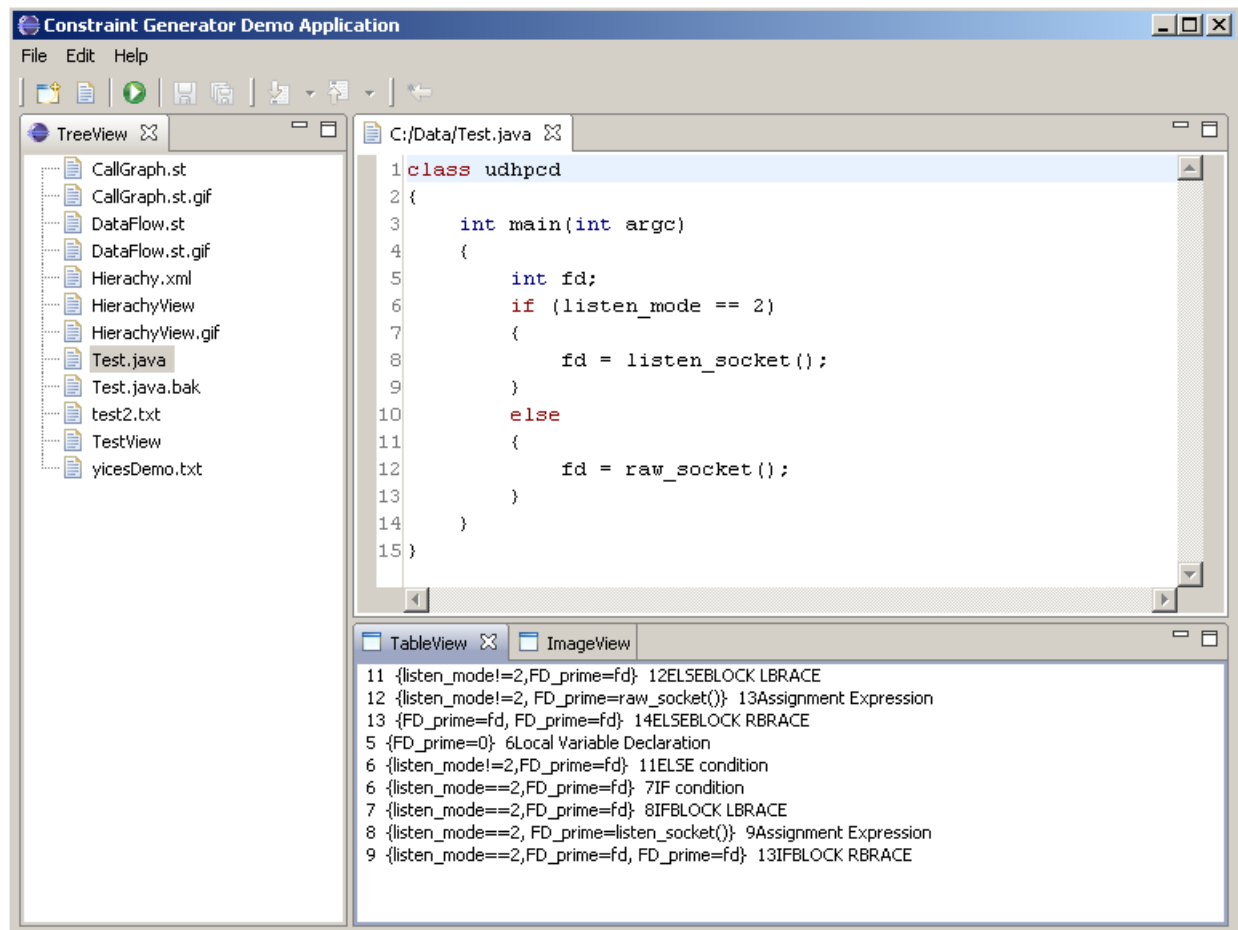 Constraint Generator Demo Application
File Edit Help
TreeView
CallGraph.st
CallGraph.st.gif
DataFlow.st
DataFlow.st.gif
Hierachy.xml
HierachyView
HierachyView.gif
Test.java
Test.java.bak
test2.txt
TestView
yicesDemo.txt
C:/Data/Test.java
1 class udhpcd
2 {
3 int main(int argc)
4 {
5 int fd;
6 if (listen_mode == 2)
7 {
8 fd = listen_socket();
9 }
10 else
11 {
12 fd = raw_socket();
13 }
14 }
15 }
TableView ImageView
11 {listen_mode!=2,FD_prime=fd} 12ELSEBLOCK LBRACE
12 {listen_mode!=2, FD_prime=raw_socket()} 13Assignment Expression
13 {FD_prime=fd, FD_prime=fd} 14ELSEBLOCK RBRACE
5 {FD_prime=0} 6Local Variable Declaration
6 {listen_mode!=2,FD_prime=fd} 11ELSE condition
6 {listen_mode==2,FD_prime=fd} 7IF condition
7 {listen_mode==2,FD_prime=fd} 8IFBLOCK LBRACE
8 {listen_mode==2, FD_prime=listen_socket()} 9Assignment Expression
9 {listen_mode==2,FD_prime=fd, FD_prime=fd} 13IFBLOCK RBRACE